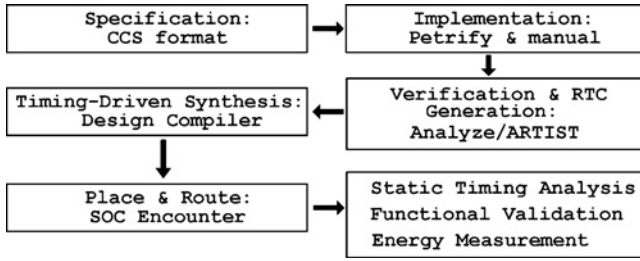 Specification:
CCS format
Implementation:
Petrify & manual
Verification & RTC
Generation:
Analyze/ARTIST
Timing-Driven Synthesis:
Design Compiler
Place & Route:
SOC Encounter
Static Timing Analysis
Functional Validation
Energy Measurement